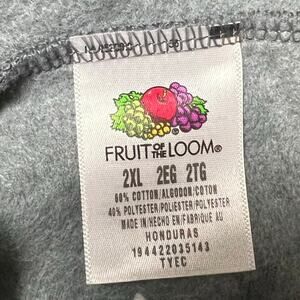 FRUIT OF THE LOOM®
2XL 2EG 2TG
60% COTTON/ALGODON/COTON
40% POLYESTER/POLIESTER/POLYESTER
MADE IN/HECHO EN/FABRIQUE AU
HONDURAS
194422035143
TYEC